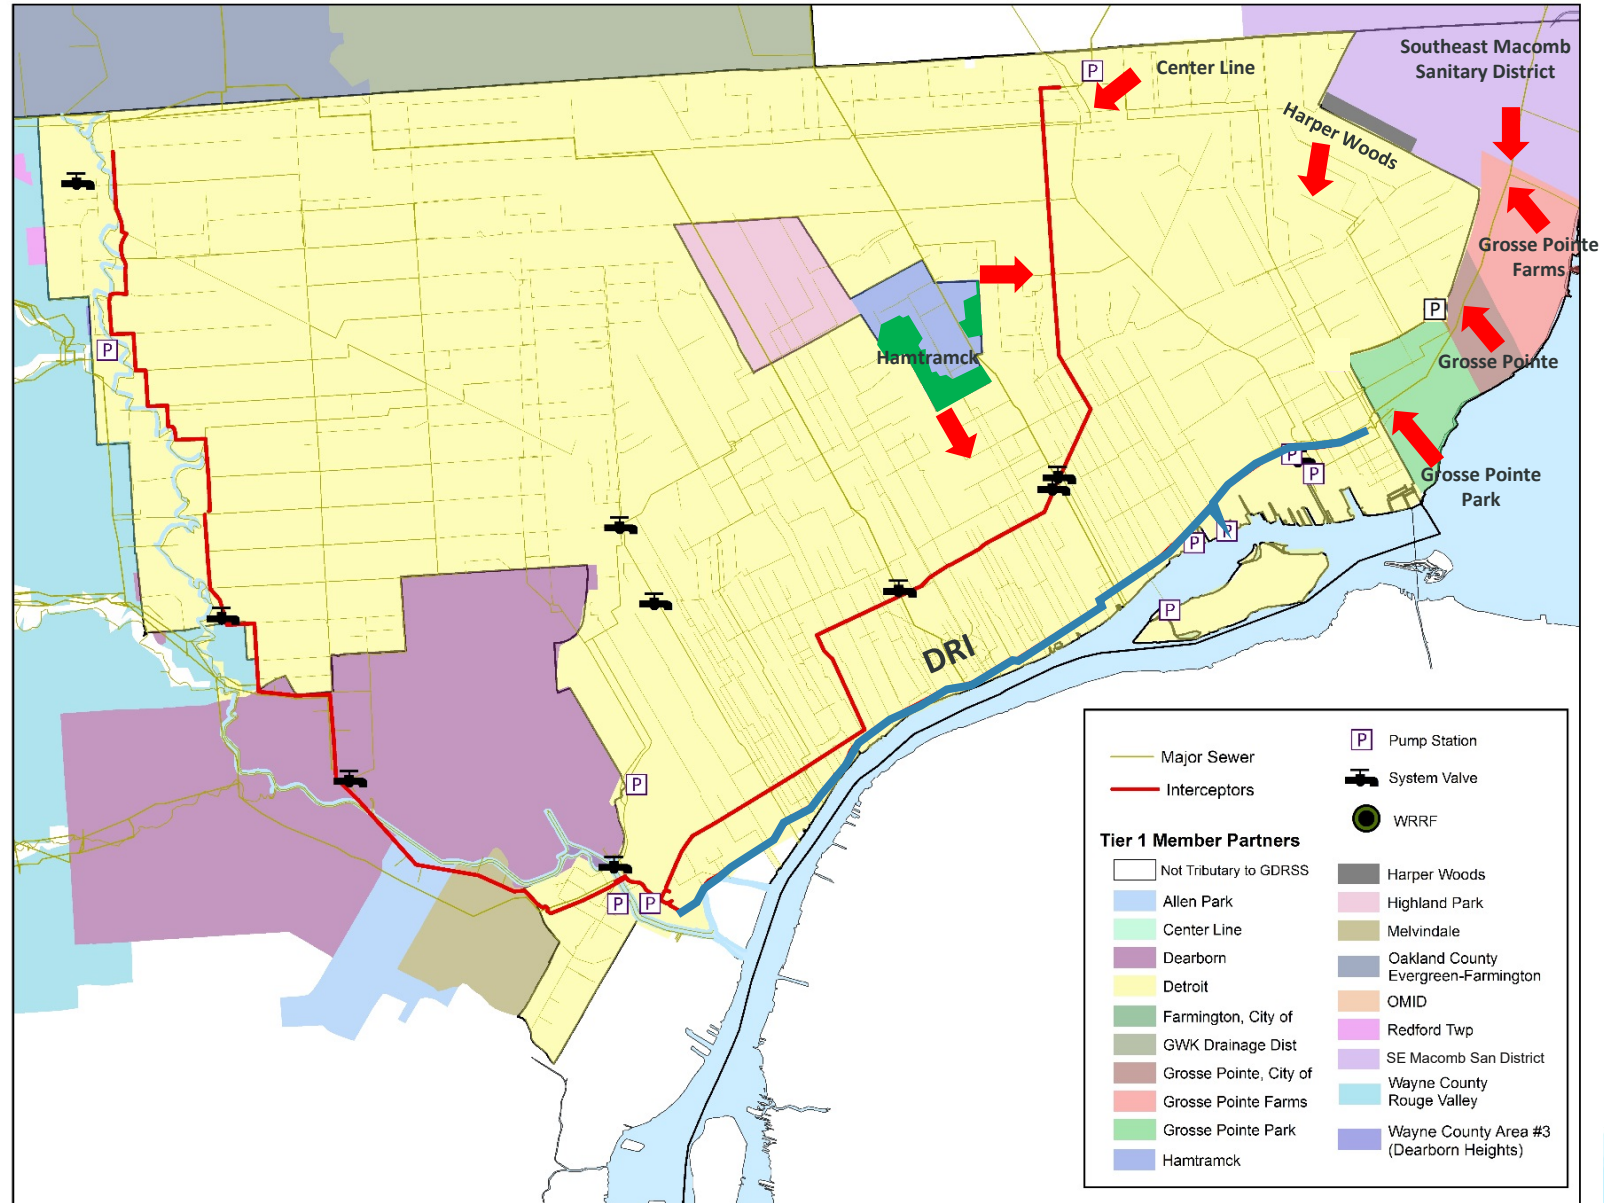 Southeast Macomb
Sanitary District
P
Center Line
Harper Woods
Grosse Pointe
Farms
P
P
Hamtramck
Grosse Pointe
P
P
Grosse Pointe
Park
P
P
P
DRI
P
P
P
Major Sewer
Interceptors
P Pump Station
System Valve
WRRF
Tier 1 Member Partners
Not Tributary to GDRSS
Allen Park
Center Line
Dearborn
Detroit
Farmington, City of
GWK Drainage Dist
Grosse Pointe, City of
Grosse Pointe Farms
Grosse Pointe Park
Hamtramck
Harper Woods
Highland Park
Melvindale
Oakland County
Evergreen-Farmington
OMID
Redford Twp
SE Macomb San District
Wayne County
Rouge Valley
Wayne County Area #3
(Dearborn Heights)